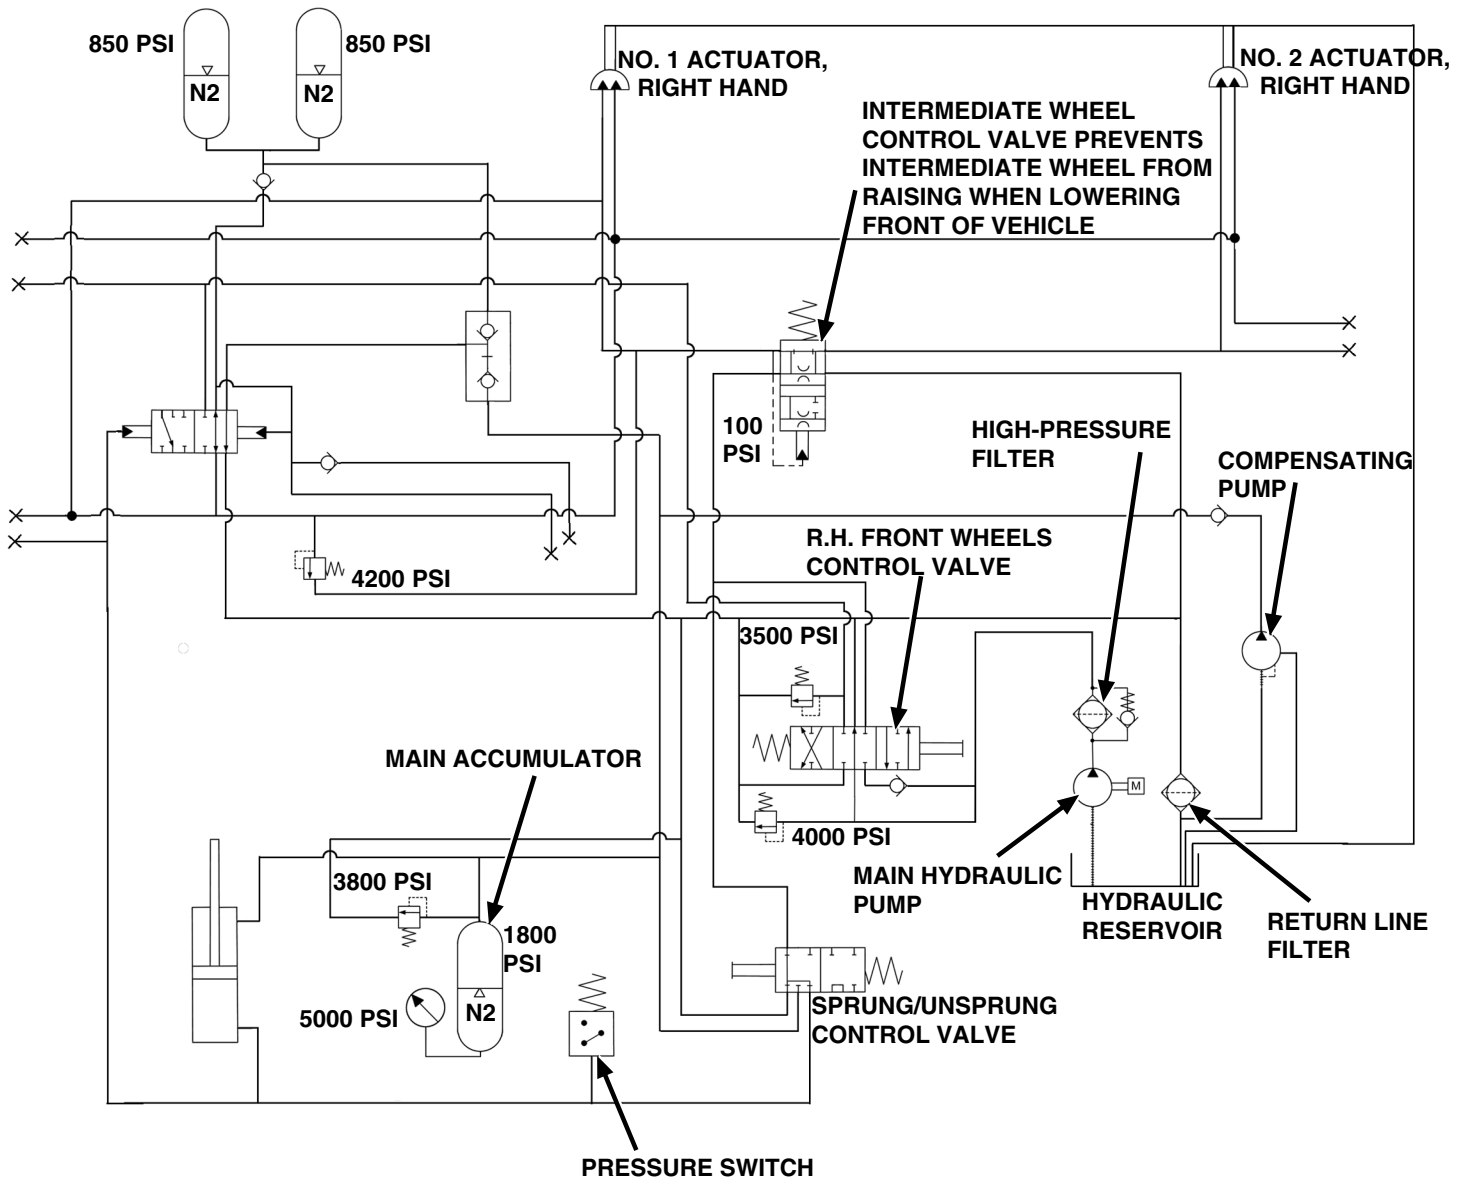 850 PSI
850 PSI
N2
N2
NO. 1 ACTUATOR,
RIGHT HAND
NO. 2 ACTUATOR,
RIGHT HAND
INTERMEDIATE WHEEL
CONTROL VALVE PREVENTS
INTERMEDIATE WHEEL FROM
RAISING WHEN LOWERING
FRONT OF VEHICLE
100
PSI
HIGH-PRESSURE
FILTER
COMPENSATING
PUMP
R.H. FRONT WHEELS
CONTROL VALVE
4200 PSI
3500 PSI
MAIN ACCUMULATOR
M
4000 PSI
MAIN HYDRAULIC
PUMP
HYDRAULIC
RESERVOIR
RETURN LINE
FILTER
3800 PSI
1800
PSI
N2
5000 PSI
SPRUNG/UNSPRUNG
CONTROL VALVE
PRESSURE SWITCH